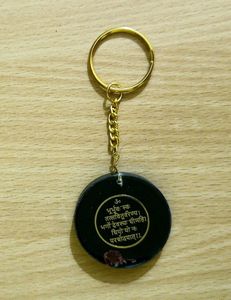 ॐ
भूर्भुवः स्वः
तत्सवितुर्वरेण्यं।
भर्गो देवस्य धीमहि।
धियो यो नः
प्रचोदयात्।।